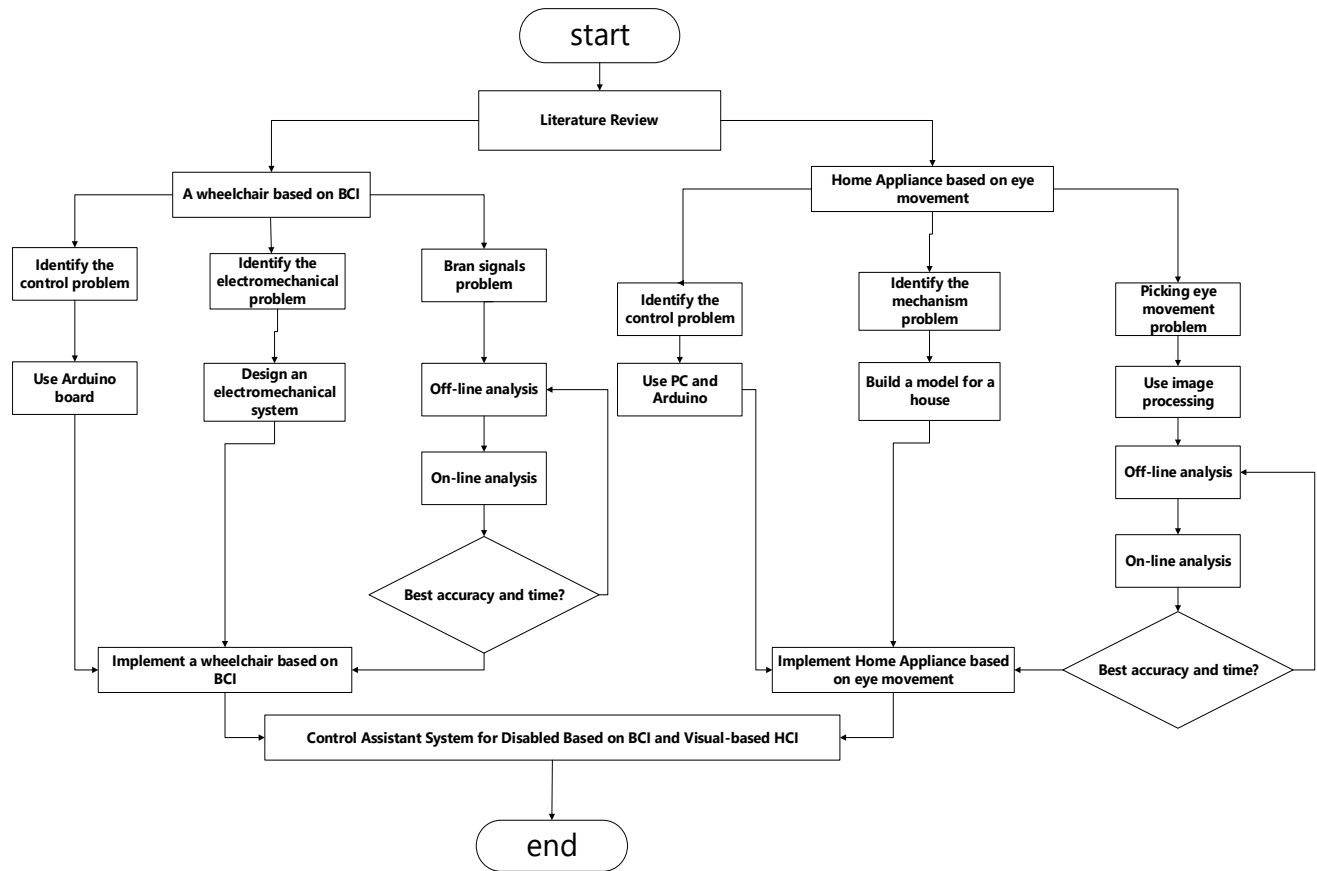 start
Literature Review
A wheelchair based on BCI
Home Appliance based on eye
movement
Identify the
control problem
Identify the
electromechanical
problem
Bran signals
problem
Identify the
control problem
Identify the
mechanism
problem
Picking eye
movement
problem
Use Arduino
board
Design an
electromechanical
system
Off-line analysis
Use PC and
Arduino
Build a model for a
house
Use image
processing
On-line analysis
Off-line analysis
On-line analysis
Best accuracy and time?
Best accuracy and time?
Implement a wheelchair based on
BCI
Implement Home Appliance based
on eye movement
Control Assistant System for Disabled Based on BCI and Visual-based HCI
end